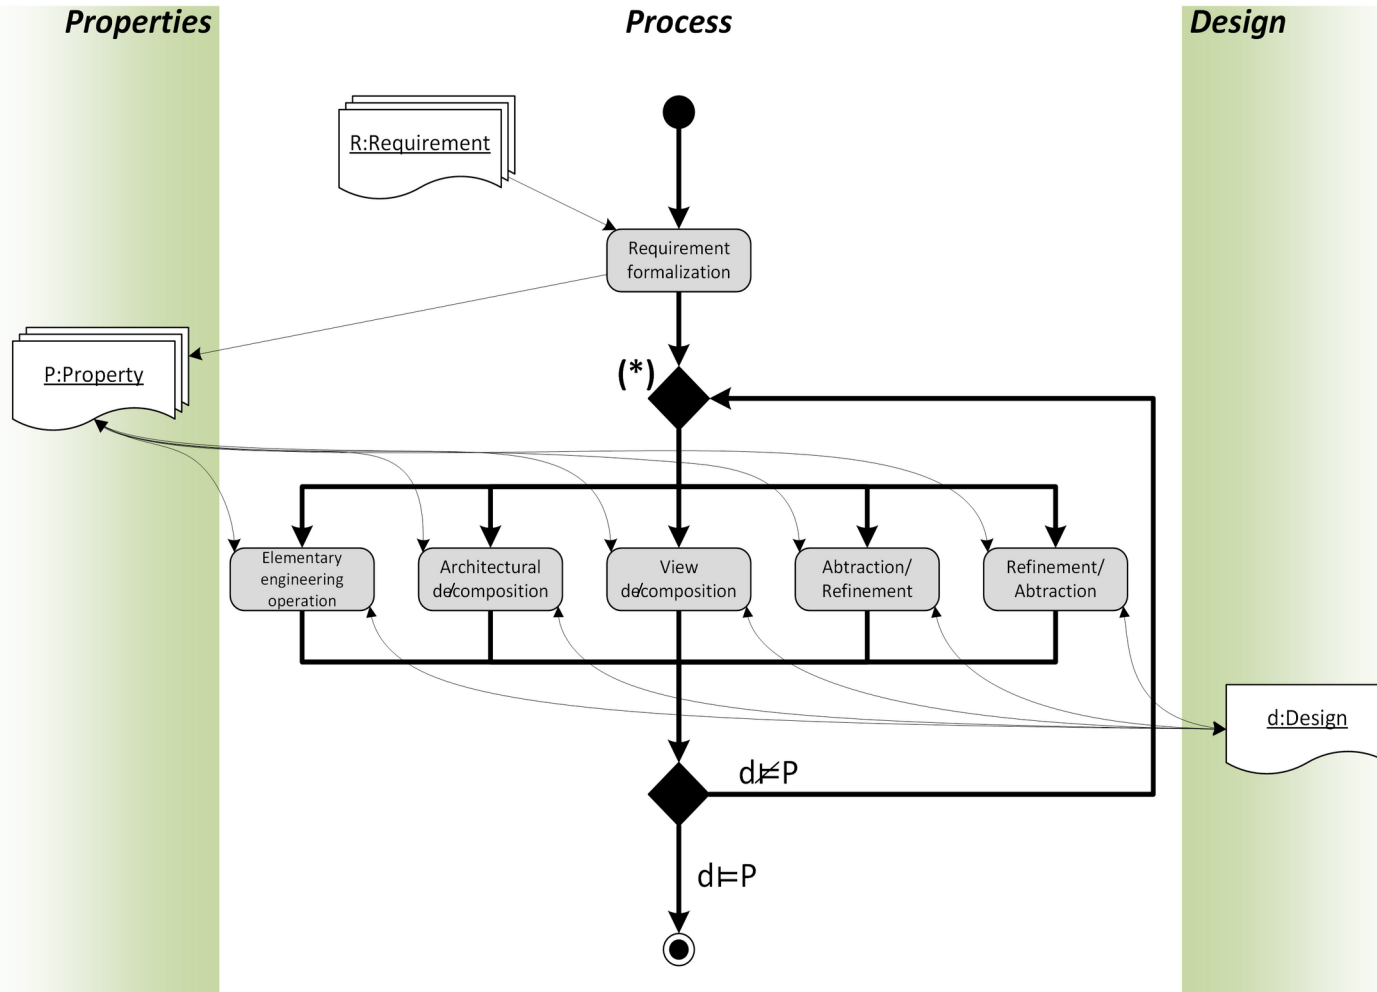 Properties
Process
Design
R:Requirement
Requirement
formalization
P:Property
(*)
Elementary
engineering
operation
Architectural
de/composition
View
de/composition
Abtraction/
Refinement
Refinement/
Abtraction
d:Design
d⊭P
d⊨P